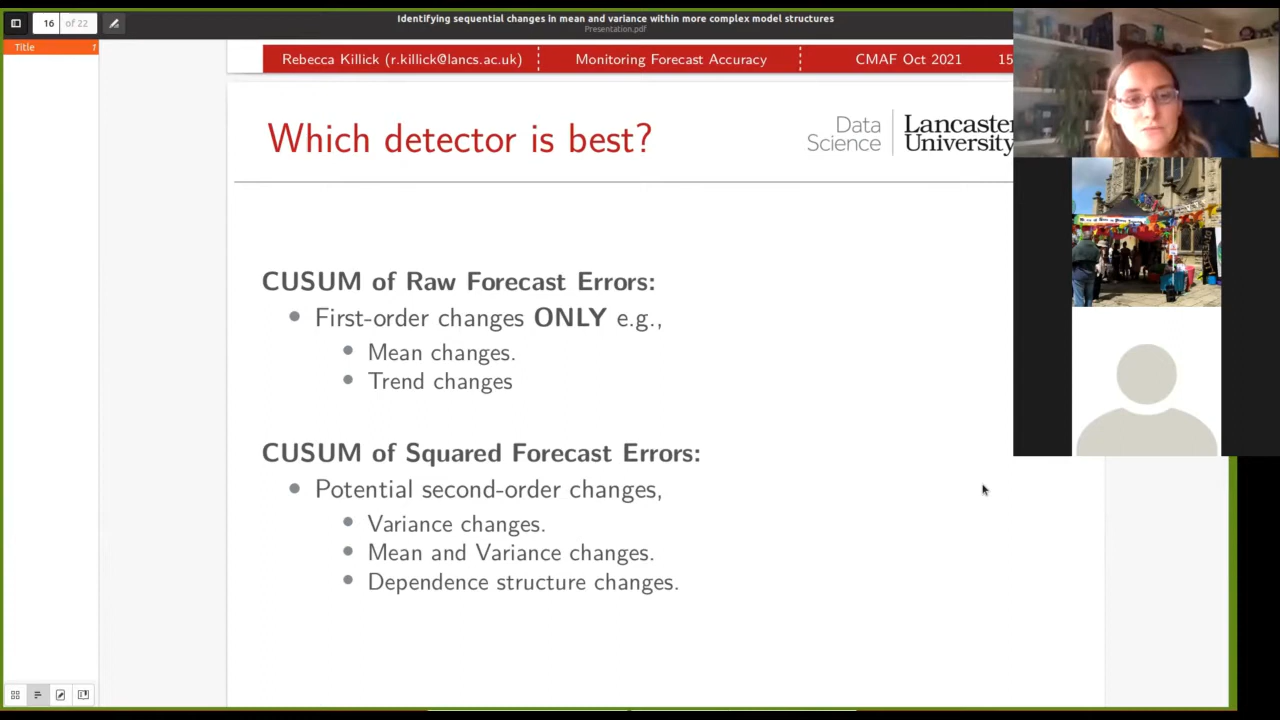 Identifying sequential changes in mean and variance within more complex model structures
Presentation.pdf
16 of 22
Title 1
Rebecca Killick (r.killick@lancs.ac.uk) Monitoring Forecast Accuracy CMAF Oct 2021 15
Which detector is best?
Data Science
Lancaster University
CUSUM of Raw Forecast Errors:
First-order changes ONLY e.g.,
Mean changes.
Trend changes
CUSUM of Squared Forecast Errors:
Potential second-order changes,
Variance changes.
Mean and Variance changes.
Dependence structure changes.